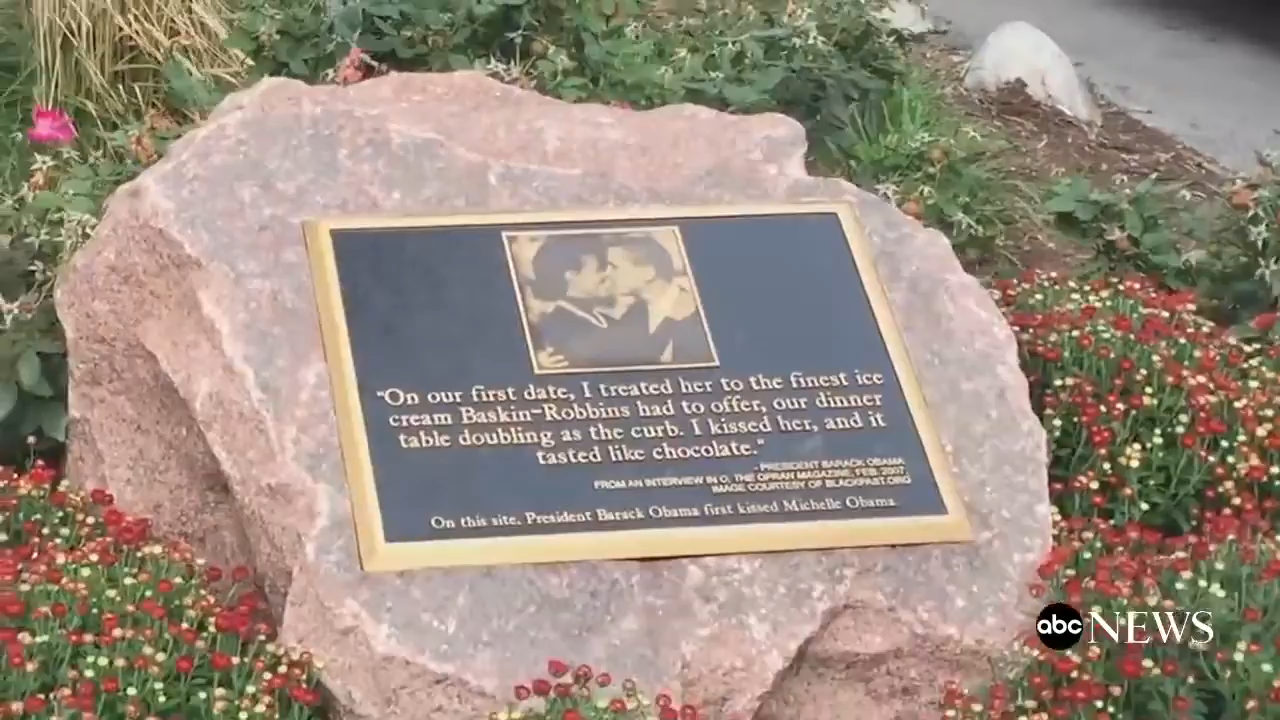 "On our first date, I treated her to the finest ice
cream Baskin-Robbins had to offer, our dinner
table doubling as the curb. I kissed her, and it
tasted like chocolate."
- PRESIDENT BARACK OBAMA
FROM AN INTERVIEW IN O, THE OPRAH MAGAZINE, FEB. 2007
IMAGE COURTESY OF BLACKPAST.ORG
On this site, President Barack Obama first kissed Michelle Obama.
abc NEWS